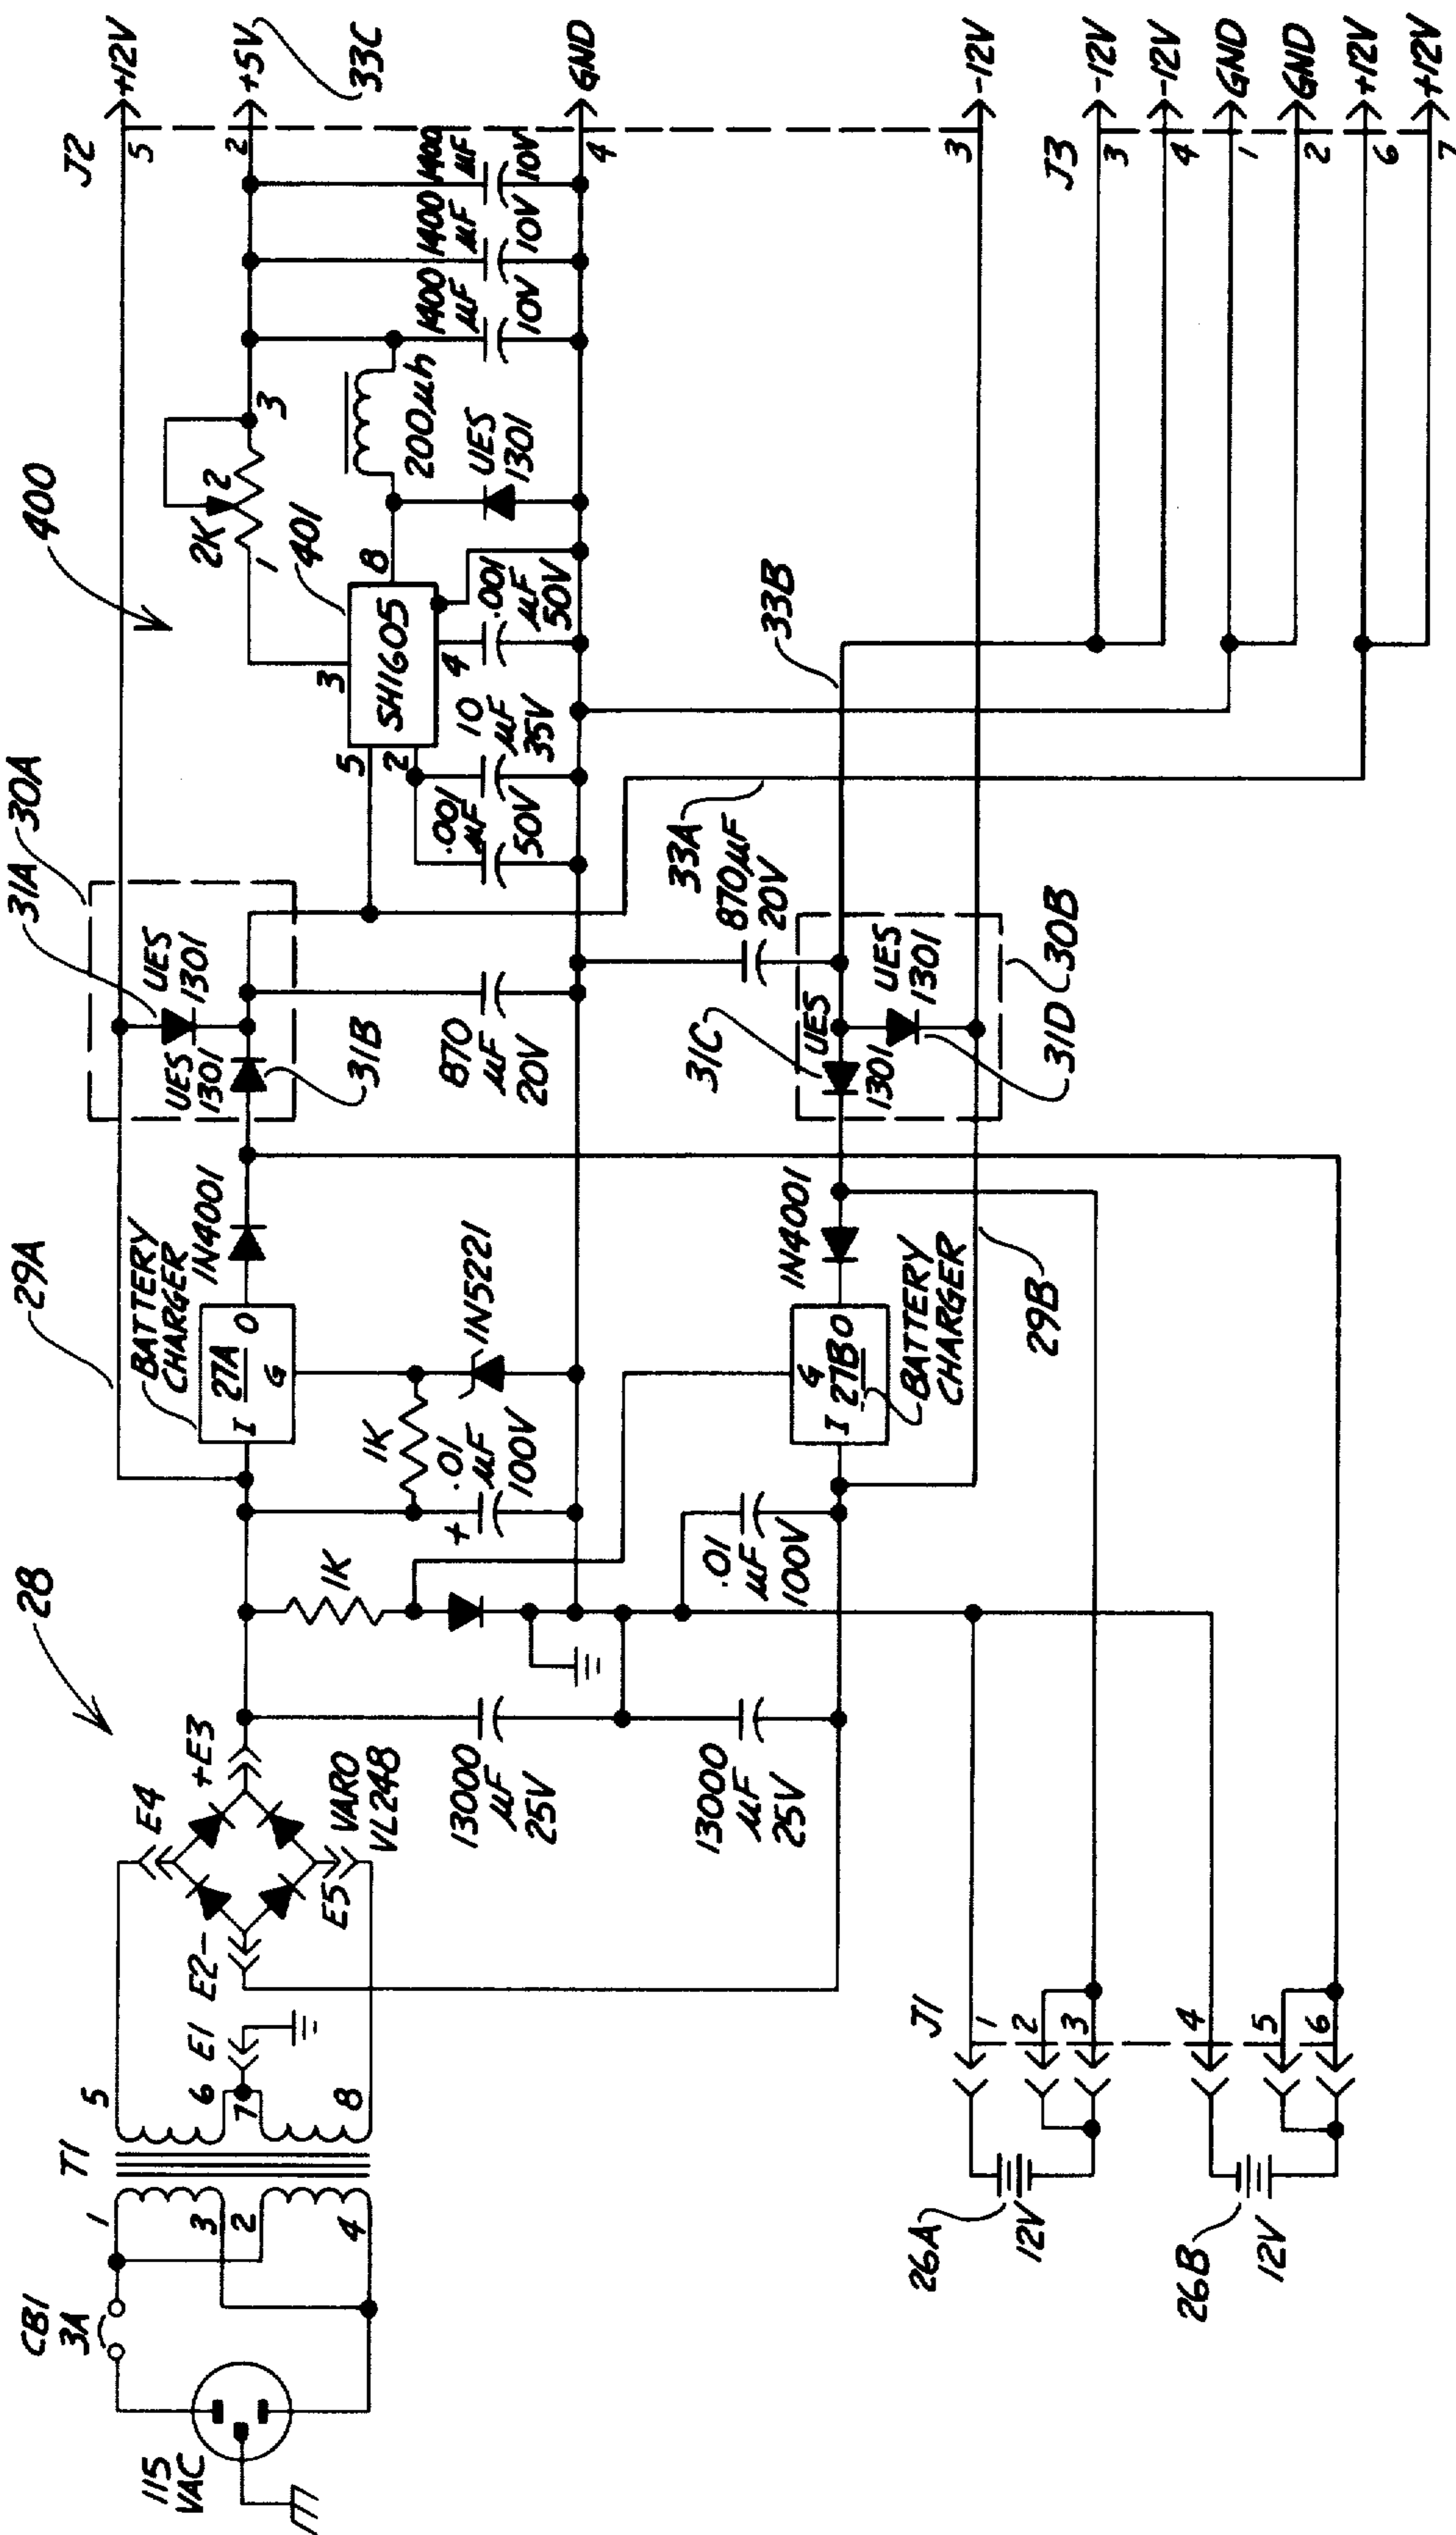 115
VAC
CB1
3A
T1
1
3
2
4
5
6
7
8
E1
E2-
E4
+E3
E5
VARO
VL248
28
13000
µF
25V
13000
µF
25V
1K
1K
.01
µF
100V
+
.01
µF
100V
29A
BATTERY
CHARGER
27A
I
O
G
1N4001
1N5221
G
I
27B
O
BATTERY
CHARGER
1N4001
29B
31A
30A
UES
1301
UES
1301
31B
870
µF
20V
31C
UES
1301
UES
1301
31D
30B
870µF
20V
33A
33B
400
401
SH1605
5
2
3
4
8
.001
µF
50V
10
µF
35V
.001
µF
50V
2K
1
2
3
200µh
UES
1301
1400
µF
10V
1400
µF
10V
1400
µF
10V
J2
5
+12V
2
+5V
33C
4
GND
3
-12V
J3
3
-12V
4
-12V
1
GND
2
GND
6
+12V
7
+12V
J1
1
2
3
4
5
6
26A
12V
26B
12V